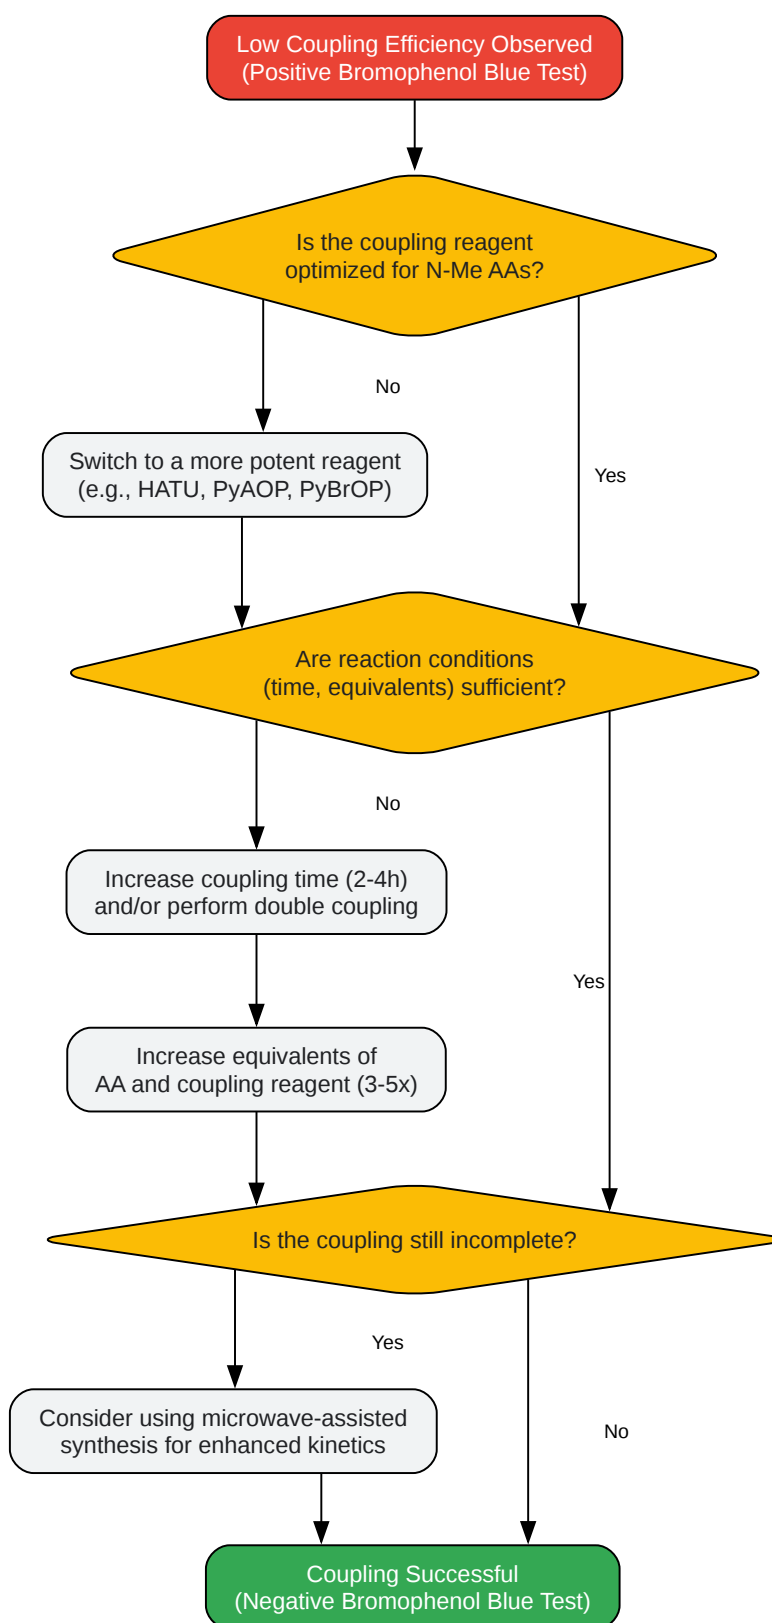 Low Coupling Efficiency Observed
(Positive Bromophenol Blue Test)
Is the coupling reagent
optimized for N-Me AAs?
No
Switch to a more potent reagent
(e.g., HATU, PyAOP, PyBrOP)
Yes
Are reaction conditions
(time, equivalents) sufficient?
No
Increase coupling time (2-4h)
and/or perform double coupling
Yes
Increase equivalents of
AA and coupling reagent (3-5x)
Is the coupling still incomplete?
Yes
Consider using microwave-assisted
synthesis for enhanced kinetics
No
Coupling Successful
(Negative Bromophenol Blue Test)